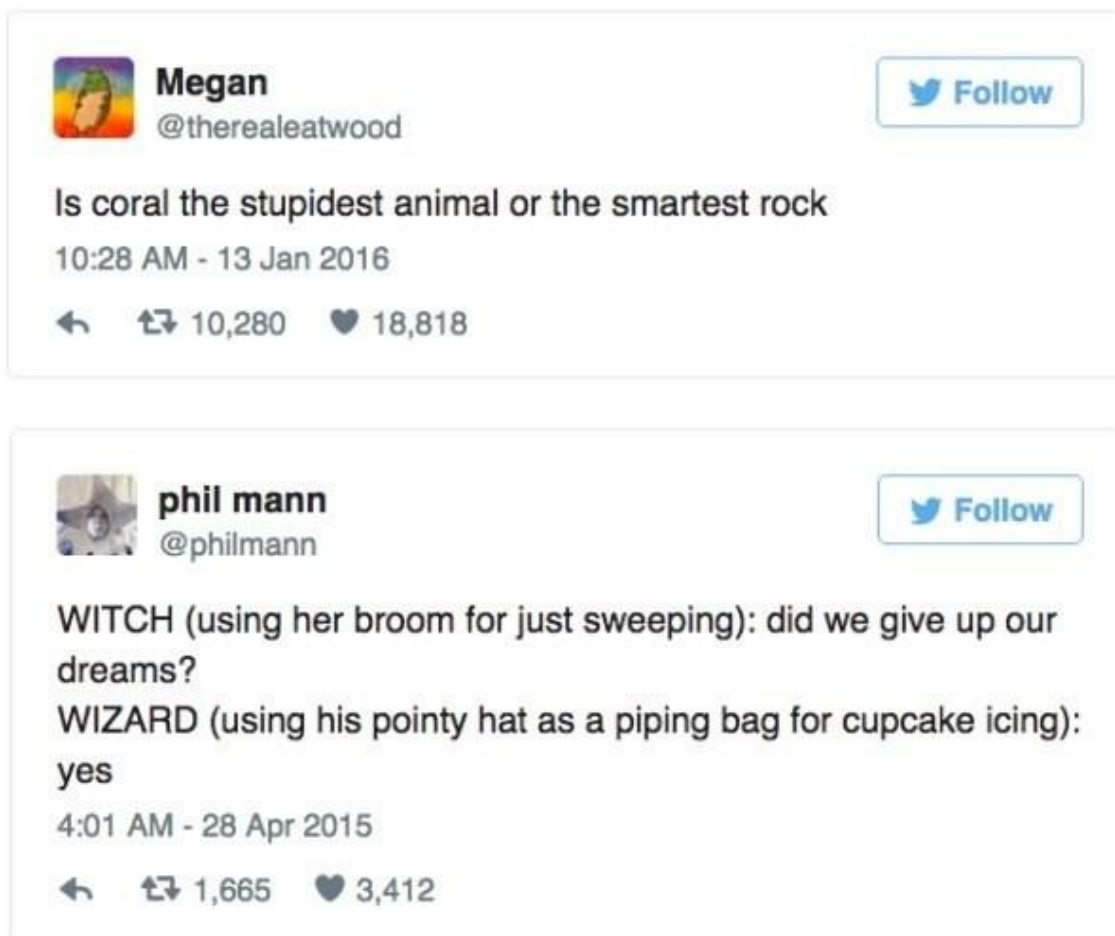 Megan
@therealeatwood
Follow
Is coral the stupidest animal or the smartest rock
10:28 AM - 13 Jan 2016
10,280 18,818
phil mann
@philmann
Follow
WITCH (using her broom for just sweeping): did we give up our
dreams?
WIZARD (using his pointy hat as a piping bag for cupcake icing):
yes
4:01 AM - 28 Apr 2015
1,665 3,412